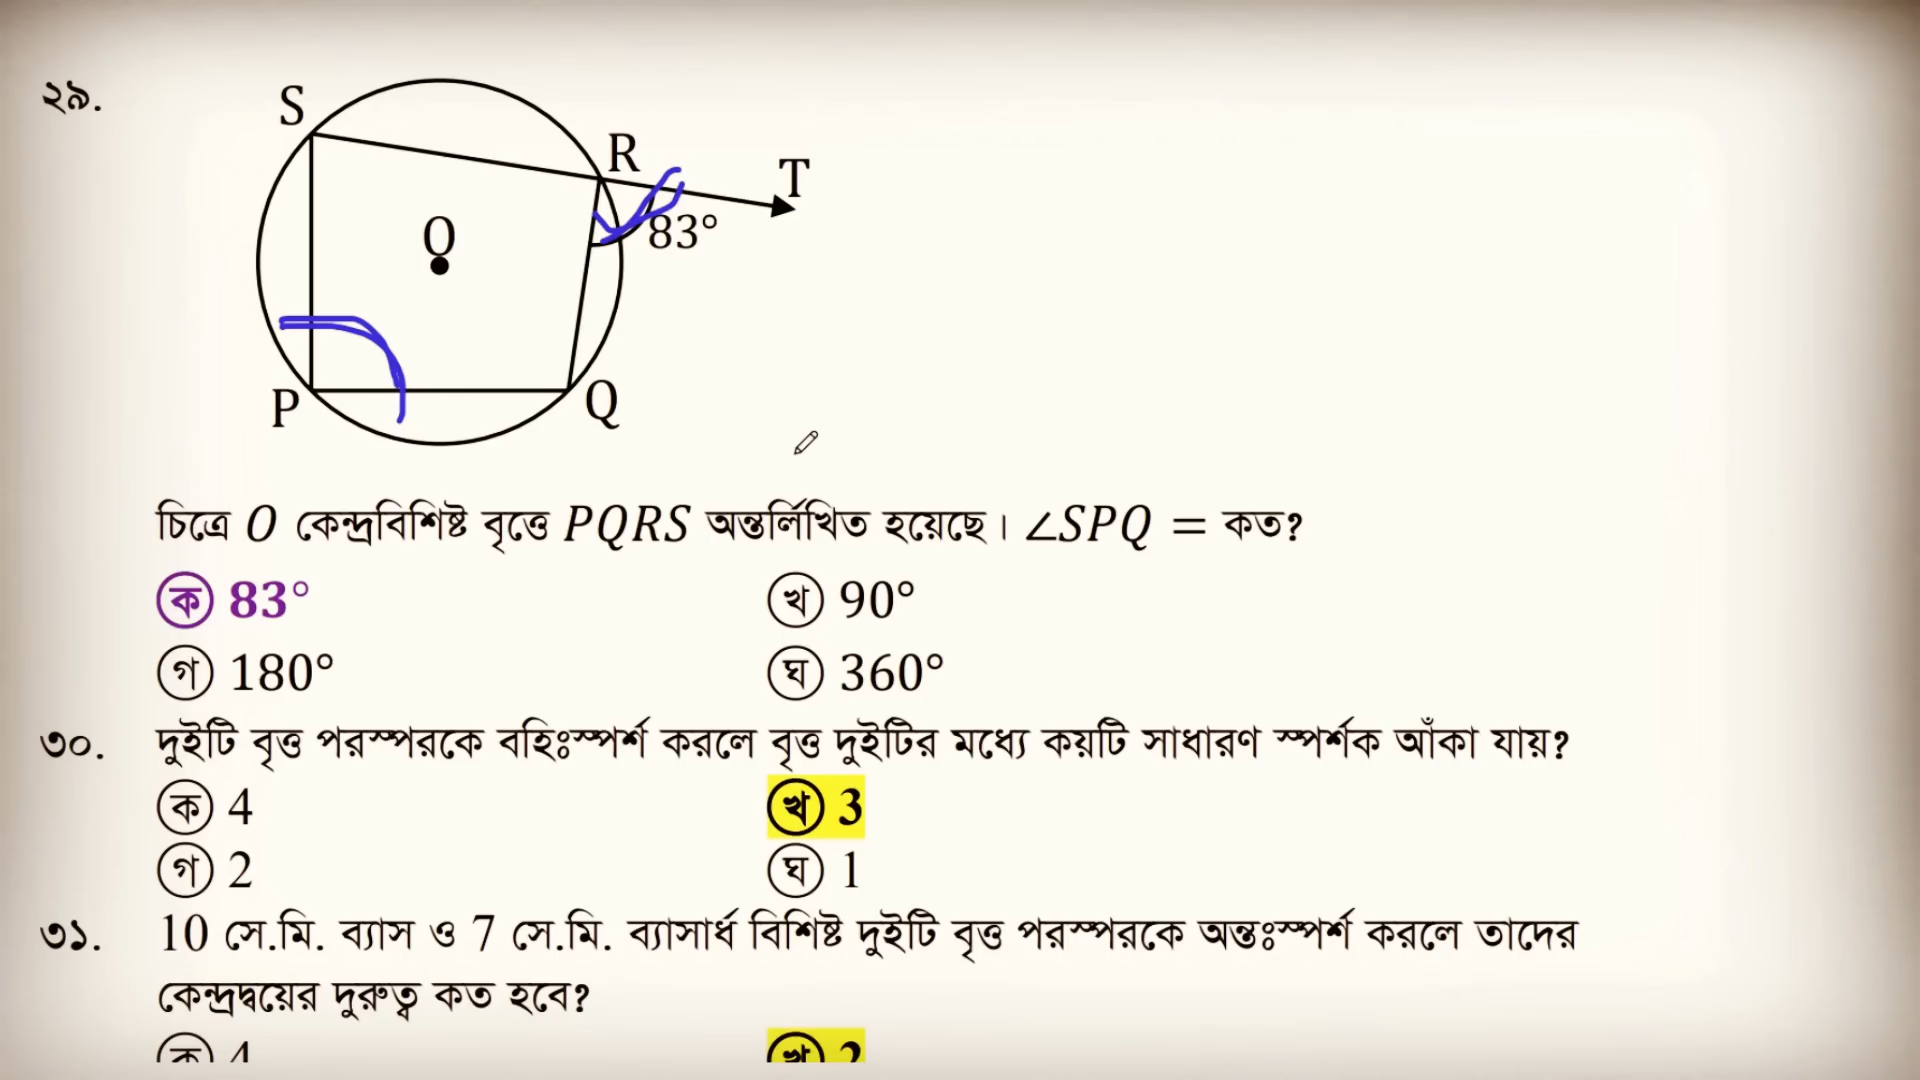 ২৯.
S
R
T
O
83°
P
Q
চিত্রে O কেন্দ্রবিশিষ্ট বৃত্তে PQRS অন্তর্লিখিত হয়েছে। ∠SPQ = কত?
ক 83° খ 90°
গ 180° ঘ 360°
৩০. দুইটি বৃত্ত পরস্পরকে বহিঃস্পর্শ করলে বৃত্ত দুইটির মধ্যে কয়টি সাধারণ স্পর্শক আঁকা যায়?
ক 4 খ 3
গ 2 ঘ 1
৩১. 10 সে.মি. ব্যাস ও 7 সে.মি. ব্যাসার্ধ বিশিষ্ট দুইটি বৃত্ত পরস্পরকে অন্তঃস্পর্শ করলে তাদের
কেন্দ্রদ্বয়ের দুরুত্ব কত হবে?
ক 4 খ 2